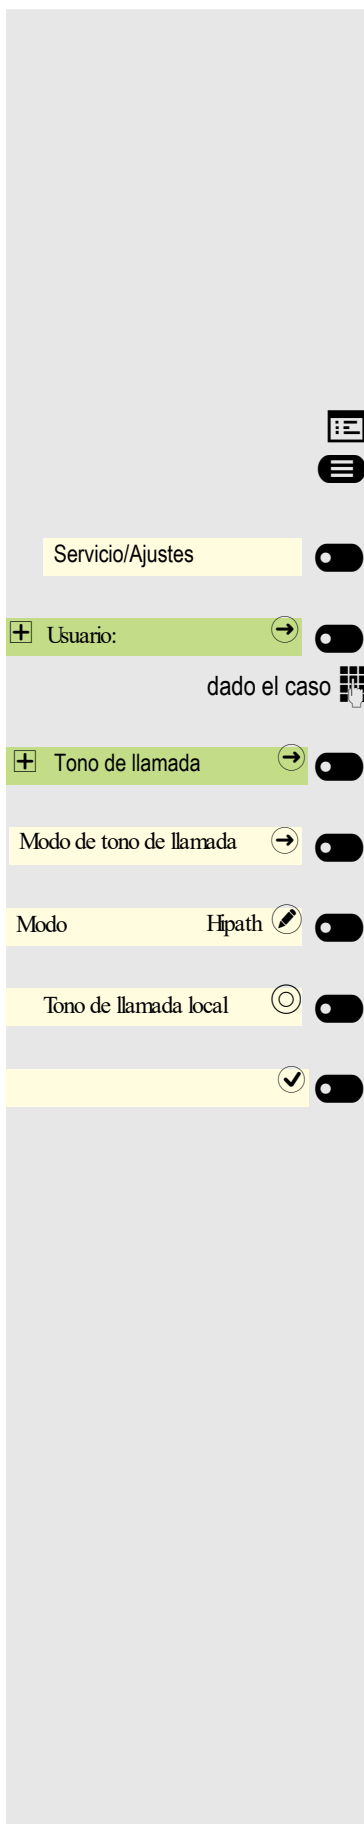 Servicio/Ajustes
Usuario:
dado el caso
Tono de llamada
Modo de tono de llamada
Modo Hipath
Tono de llamada local